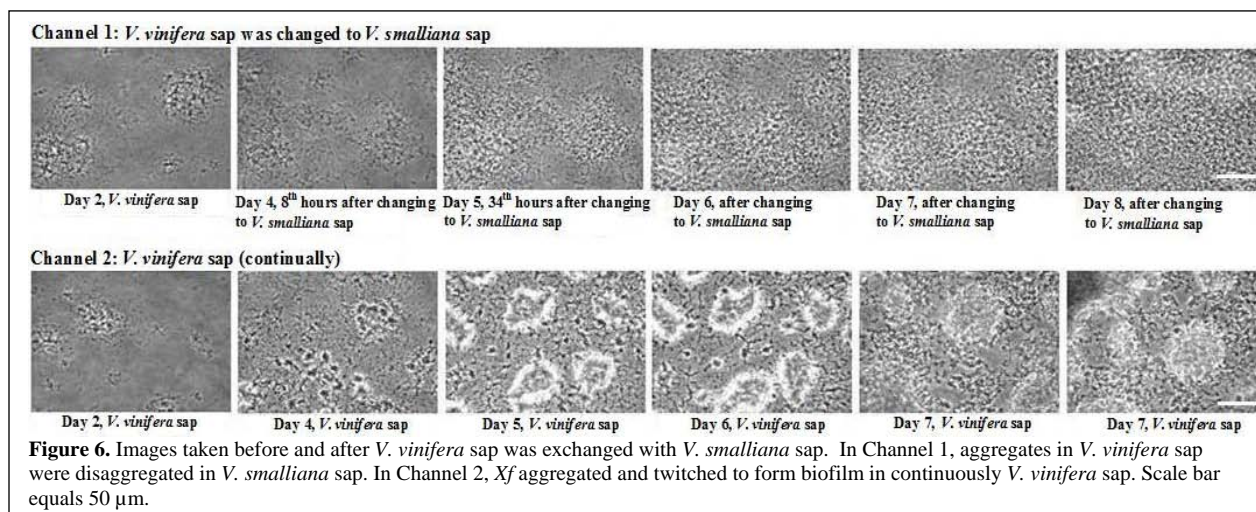 Channel 1: V. vinifera sap was changed to V. smalliana sap
Day 2, V. vinifera sap
Day 4, 8th hours after changing to V. smalliana sap
Day 5, 34th hours after changing to V. smalliana sap
Day 6, after changing to V. smalliana sap
Day 7, after changing to V. smalliana sap
Day 8, after changing to V. smalliana sap
Channel 2: V. vinifera sap (continually)
Day 2, V. vinifera sap
Day 4, V. vinifera sap
Day 5, V. vinifera sap
Day 6, V. vinifera sap
Day 7, V. vinifera sap
Day 7, V. vinifera sap
Figure 6. Images taken before and after V. vinifera sap was exchanged with V. smalliana sap. In Channel 1, aggregates in V. vinifera sap
were disaggregated in V. smalliana sap. In Channel 2, Xf aggregated and twitched to form biofilm in continuously V. vinifera sap. Scale bar
equals 50 µm.